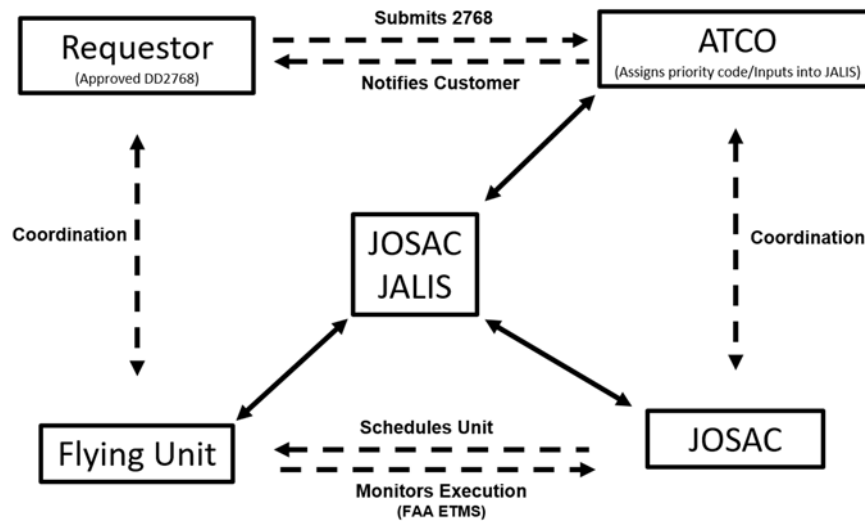 Submits 2768
Requestor
(Approved DD2768)
ATCO
(Assigns priority code/Inputs into JALIS)
Notifies Customer
Coordination
Coordination
JOSAC
JALIS
Schedules Unit
Flying Unit
JOSAC
Monitors Execution
(FAA ETMS)